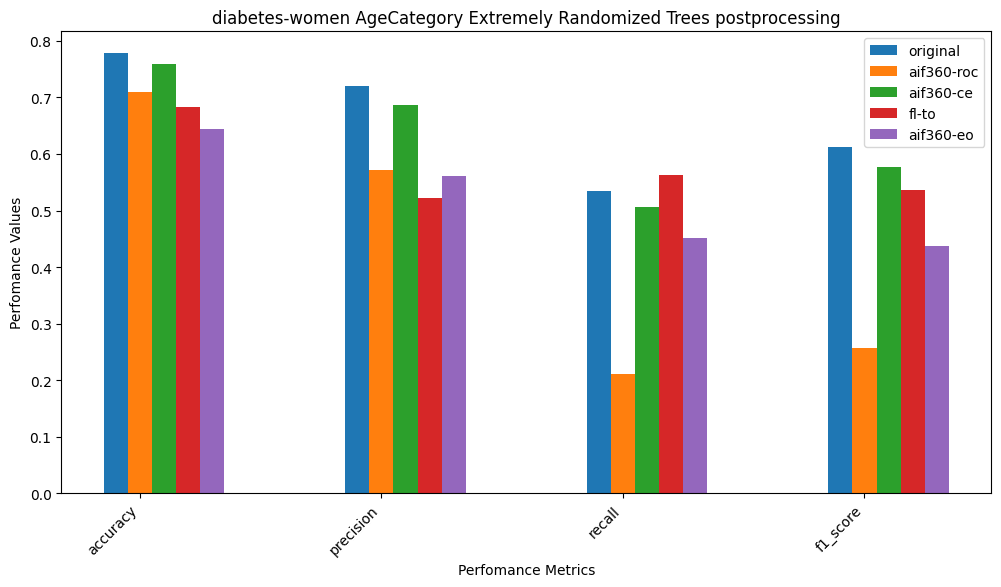 diabetes-women AgeCategory Extremely Randomized Trees postprocessing
original
aif360-roc
aif360-ce
fl-to
aif360-eo
Perfomance Values
0.8
0.7
0.6
0.5
0.4
0.3
0.2
0.1
0.0
accuracy
precision
recall
f1_score
Perfomance Metrics